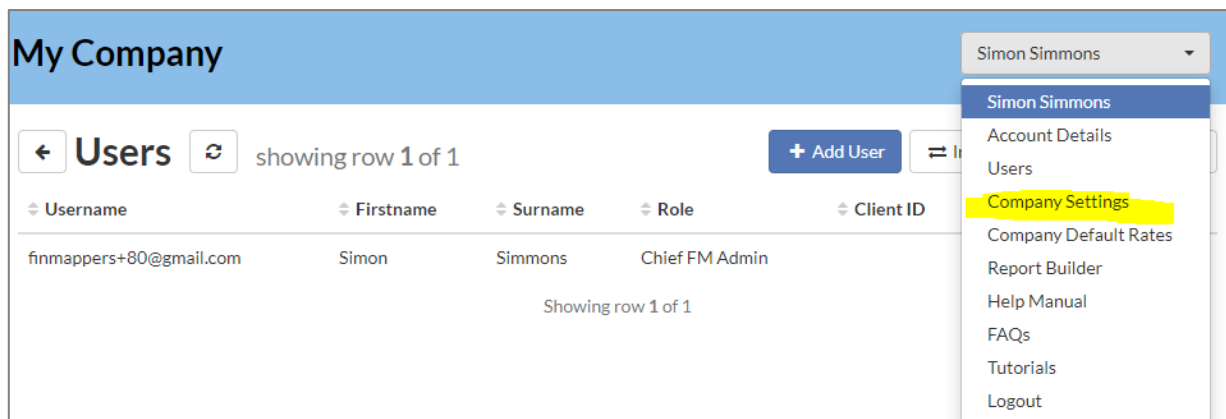 My Company
Simon Simmons
Users
showing row 1 of 1
Add User
Username Firstname Surname Role Client ID
finmappers+80@gmail.com Simon Simmons Chief FM Admin
Showing row 1 of 1
Simon Simmons
Account Details
Users
Company Settings
Company Default Rates
Report Builder
Help Manual
FAQs
Tutorials
Logout